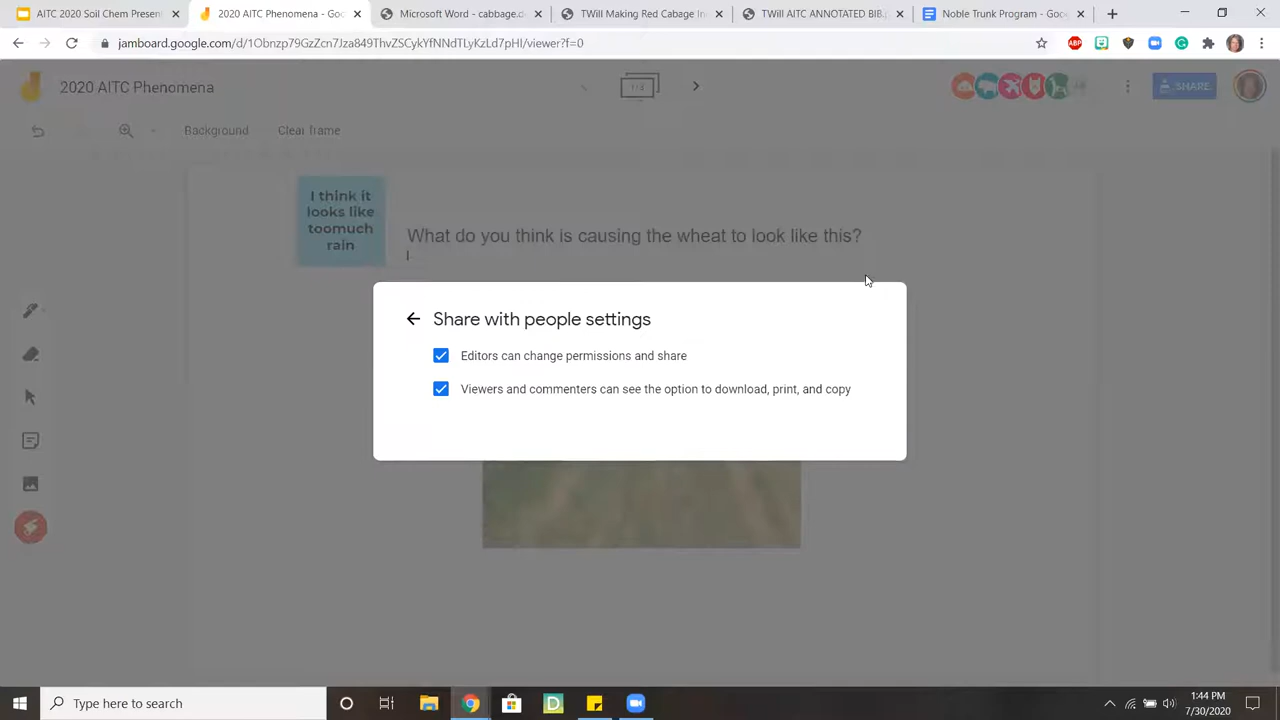 AITC 2020 Soil Chem Present
2020 AITC Phenomena - Goo
Microsoft Word - cabbage.d
TWill Making Red Cabage In
TWill AITC ANNOTATED BIB
Noble Trunk Program - Goog
jamboard.google.com/d/1Obnzp79GzZcn7Jza849ThvZSCykYfNNdTLyKzLd7pHI/viewer?f=0
ABP
2020 AITC Phenomena
SHARE
Background
Clear frame
I think it
looks like
toomuch
rain
What do you think is causing the wheat to look like this?
Share with people settings
Editors can change permissions and share
Viewers and commenters can see the option to download, print, and copy
Type here to search
1:44 PM
7/30/2020